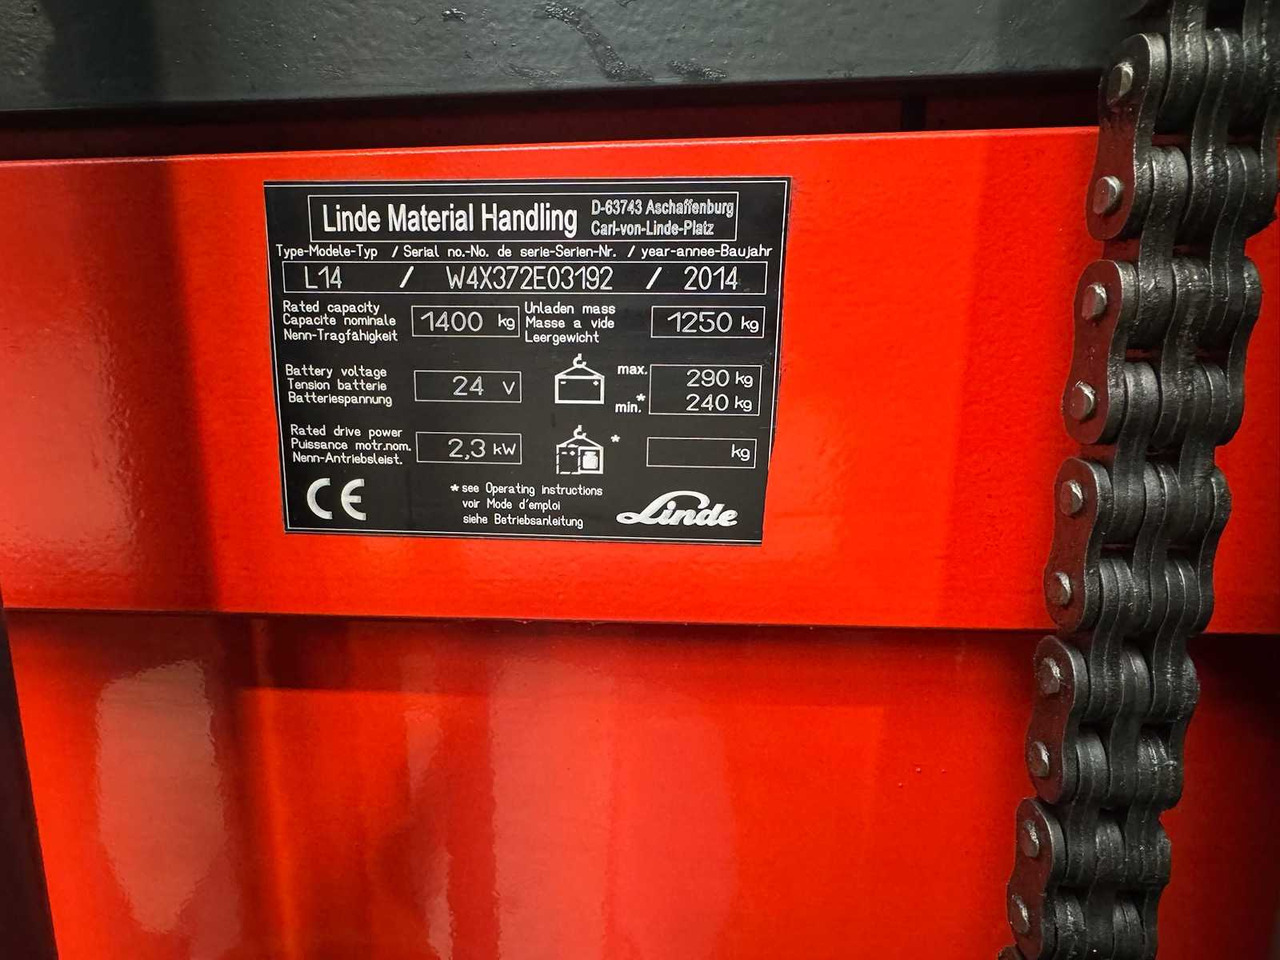 Linde Material Handling D-63743 Aschaffenburg
Carl-von-Linde-Platz
Type-Modele-Typ / Serial no.-No. de serie-Serien-Nr. / year-annee-Baujahr
L14 / W4X372E03192 / 2014
Rated capacity
Capacite nominale
Nenn-Tragfähigkeit
1400 kg
Unladen mass
Masse a vide
Leergewicht
1250 kg
Battery voltage
Tension batterie
Batteriespannung
24 V
max. 290 kg
min.* 240 kg
Rated drive power
Puissance motr.nom.
Nenn-Antriebsleist.
2,3 kW
* kg
CE
* see Operating instructions
voir Mode d'emploi
siehe Betriebsanleitung
Linde